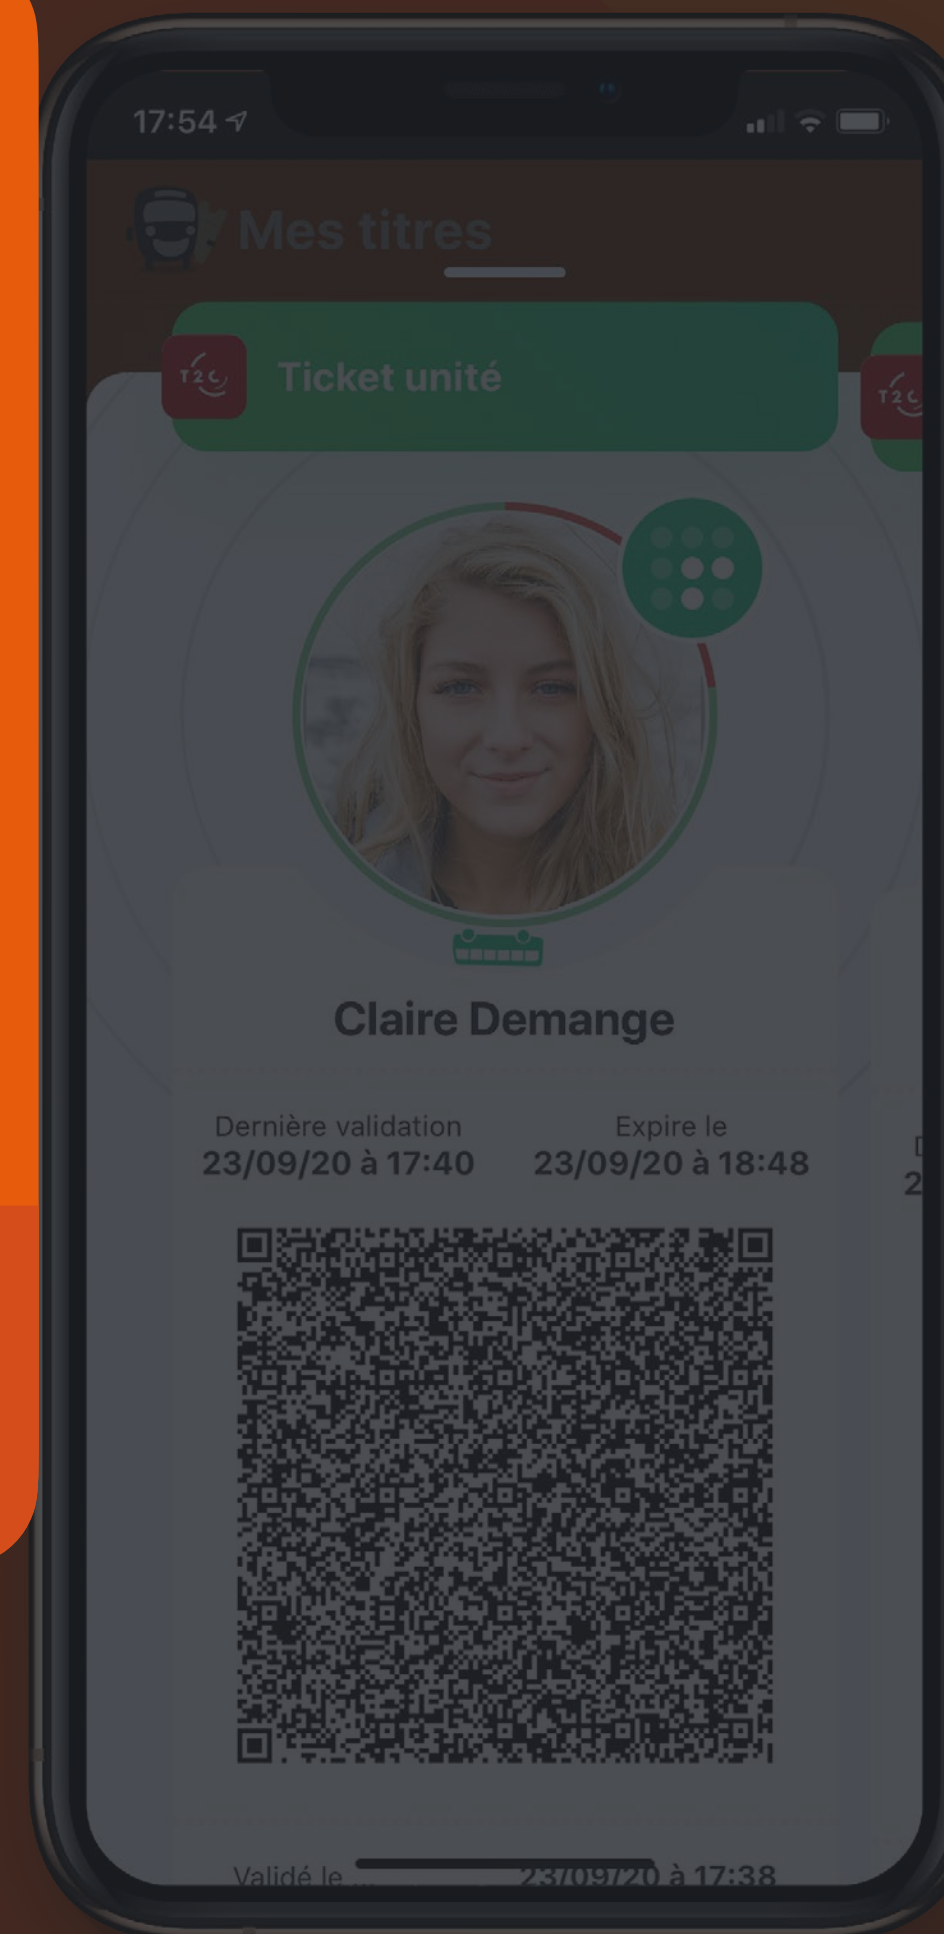 17:54
Mes titres
T2C
Ticket unité
T2C
Claire Demange
Dernière validation
Expire le
23/09/20 à 17:40
23/09/20 à 18:48
D
2
Validé le ...
23/09/20 à 17:38